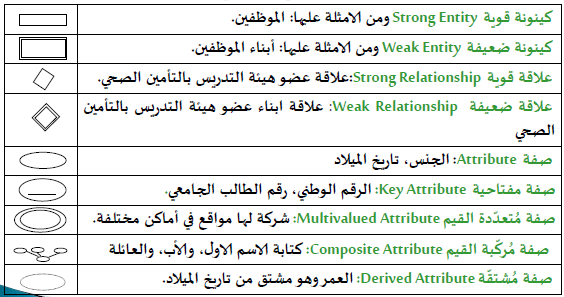 كينونة قوية Strong Entity ومن الامثلة عليها: الموظفين.
كينونة ضعيفة Weak Entity ومن الامثلة عليها: أبناء الموظفين.
علاقة قوية Strong Relationship:علاقة عضو هيئة التدريس بالتأمين الصحي.
علاقة ضعيفة Weak Relationship: علاقة ابناء عضو هيئة التدريس بالتأمين
الصحي
صفة Attribute: الجنس، تاريخ الميلاد
صفة مفتاحية Key Attribute: الرقم الوطني، رقم الطالب الجامعي.
صفة مُتعدّدة القيم Multivalued Attribute: شركة لها مواقع في أماكن مختلفة.
صفة مُركّبة القيم Composite Attribute: كتابة الاسم الاول، والأب، والعائلة
صفة مُشتقّة Derived Attribute: العمر وهو مشتق من تاريخ الميلاد.